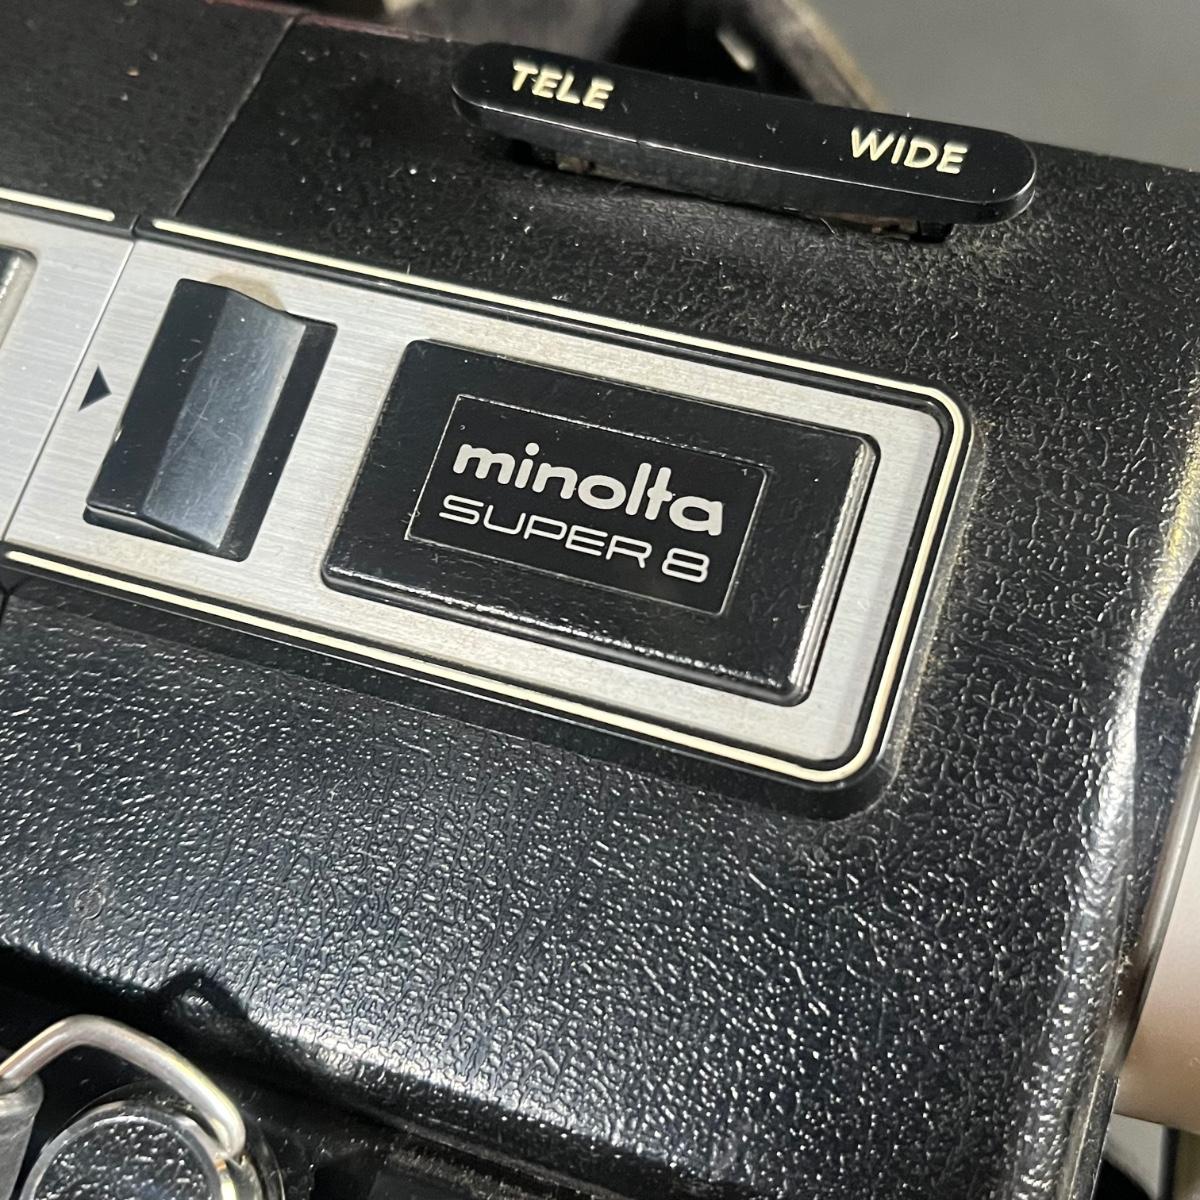 TELE
WIDE
minolta
SUPER 8